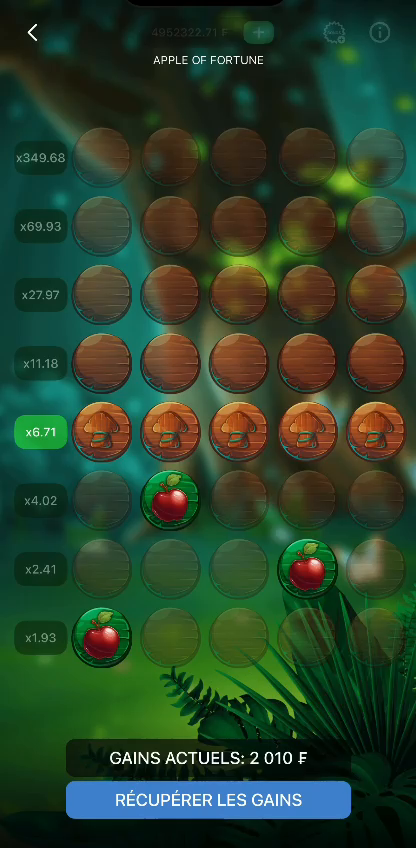 4952322.71 ₣
APPLE OF FORTUNE
x349.68
x69.93
x27.97
x11.18
x6.71
x4.02
x2.41
x1.93
GAINS ACTUELS: 2 010 ₣
RÉCUPÉRER LES GAINS